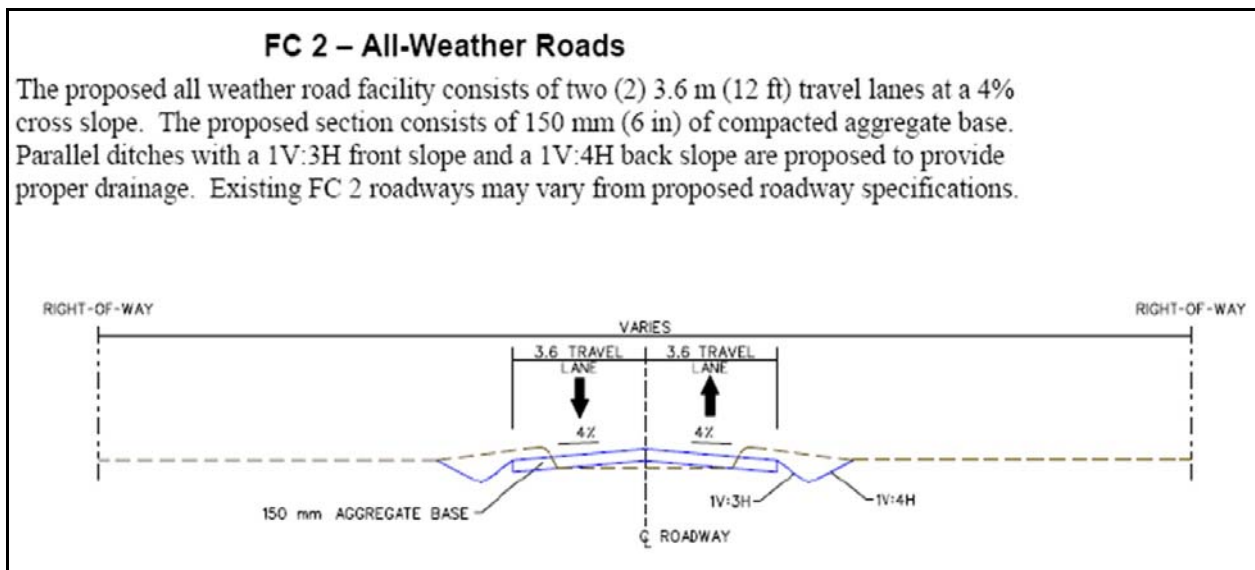 FC 2 – All-Weather Roads
The proposed all weather road facility consists of two (2) 3.6 m (12 ft) travel lanes at a 4%
cross slope.  The proposed section consists of 150 mm (6 in) of compacted aggregate base.
Parallel ditches with a 1V:3H front slope and a 1V:4H back slope are proposed to provide
proper drainage.  Existing FC 2 roadways may vary from proposed roadway specifications.
RIGHT-OF-WAY
RIGHT-OF-WAY
VARIES
3.6 TRAVEL
LANE
3.6 TRAVEL
LANE
4%
4%
150 mm AGGREGATE BASE
1V:3H
1V:4H
℄ ROADWAY